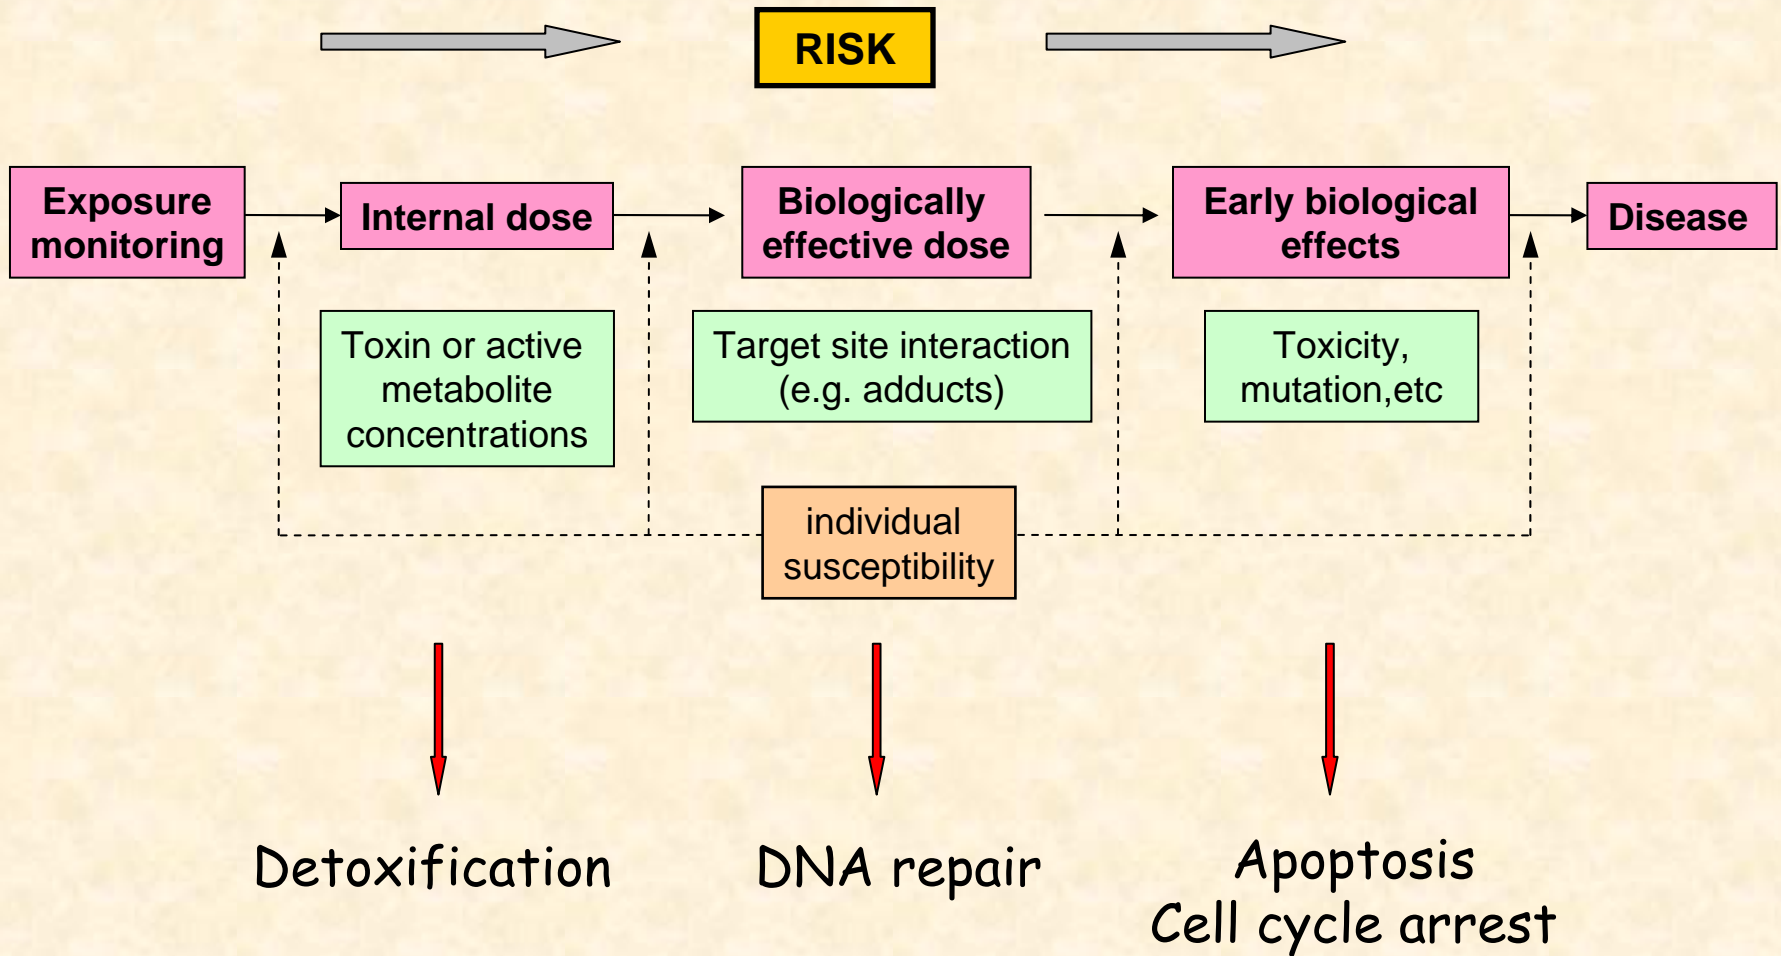 RISK
Exposure
monitoring
Internal dose
Biologically
effective dose
Early biological
effects
Disease
Toxin or active
metabolite
concentrations
Target site interaction
(e.g. adducts)
Toxicity,
mutation,etc
individual
susceptibility
Detoxification
DNA repair
Apoptosis
Cell cycle arrest